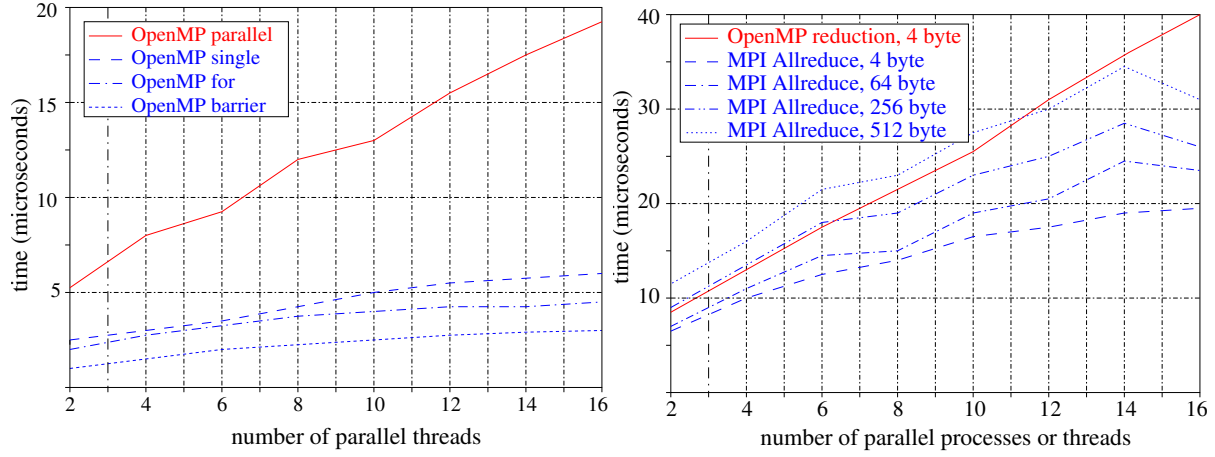 20
15
10
5
time (microseconds)
OpenMP parallel
OpenMP single
OpenMP for
OpenMP barrier
2 4 6 8 10 12 14 16
number of parallel threads
40
30
20
10
time (microseconds)
OpenMP reduction, 4 byte
MPI Allreduce, 4 byte
MPI Allreduce, 64 byte
MPI Allreduce, 256 byte
MPI Allreduce, 512 byte
2 4 6 8 10 12 14 16
number of parallel processes or threads